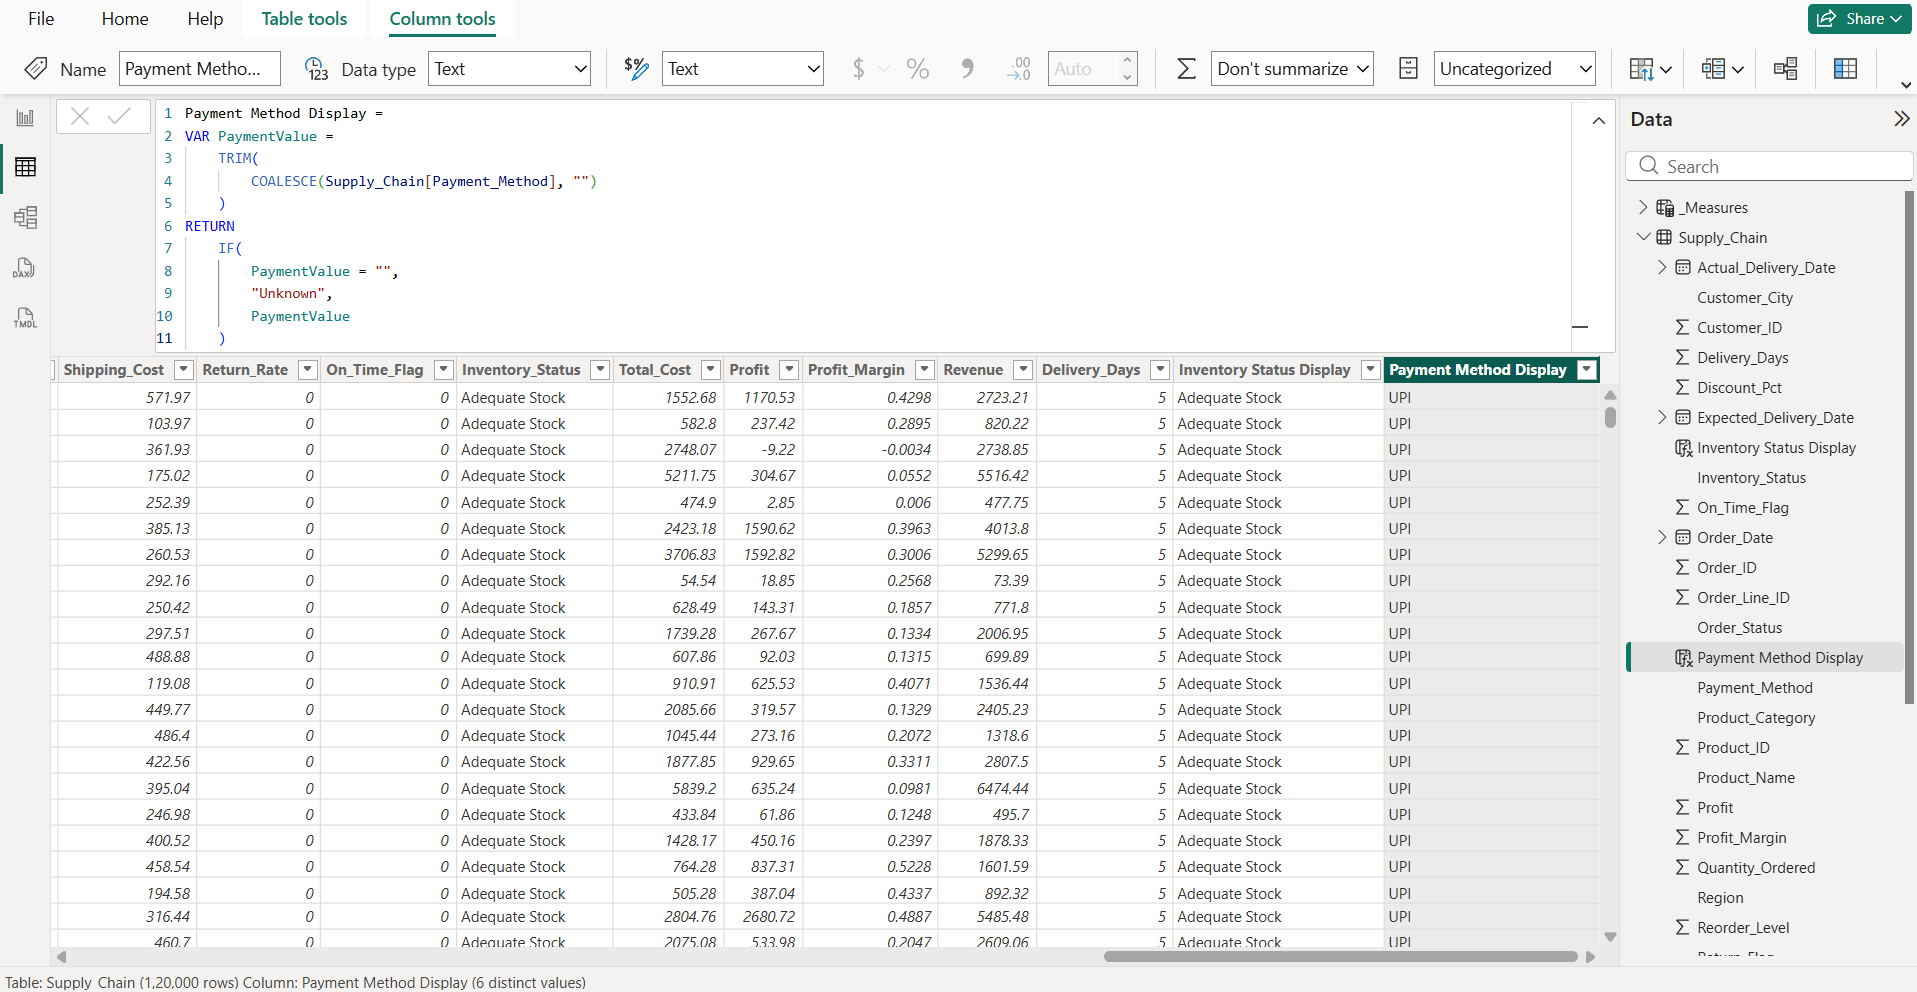 File Home Help Table tools Column tools Share
Name Payment Metho... Data type Text Text $ % .00 Auto Don't summarize Uncategorized
1 Payment Method Display =
2 VAR PaymentValue =
3 TRIM(
4 COALESCE(Supply_Chain[Payment_Method], "")
5 )
6 RETURN
7 IF(
8 PaymentValue = "",
9 "Unknown",
10 PaymentValue
11 )
DAX
TMDL
Shipping_Cost Return_Rate On_Time_Flag Inventory_Status Total_Cost Profit Profit_Margin Revenue Delivery_Days Inventory Status Display Payment Method Display
571.97 0 0 Adequate Stock 1552.68 1170.53 0.4298 2723.21 5 Adequate Stock UPI
103.97 0 0 Adequate Stock 582.8 237.42 0.2895 820.22 5 Adequate Stock UPI
361.93 0 0 Adequate Stock 2748.07 -9.22 -0.0034 2738.85 5 Adequate Stock UPI
175.02 0 0 Adequate Stock 5211.75 304.67 0.0552 5516.42 5 Adequate Stock UPI
252.39 0 0 Adequate Stock 474.9 2.85 0.006 477.75 5 Adequate Stock UPI
385.13 0 0 Adequate Stock 2423.18 1590.62 0.3963 4013.8 5 Adequate Stock UPI
260.53 0 0 Adequate Stock 3706.83 1592.82 0.3006 5299.65 5 Adequate Stock UPI
292.16 0 0 Adequate Stock 54.54 18.85 0.2568 73.39 5 Adequate Stock UPI
250.42 0 0 Adequate Stock 628.49 143.31 0.1857 771.8 5 Adequate Stock UPI
297.51 0 0 Adequate Stock 1739.28 267.67 0.1334 2006.95 5 Adequate Stock UPI
488.88 0 0 Adequate Stock 607.86 92.03 0.1315 699.89 5 Adequate Stock UPI
119.08 0 0 Adequate Stock 910.91 625.53 0.4071 1536.44 5 Adequate Stock UPI
449.77 0 0 Adequate Stock 2085.66 319.57 0.1329 2405.23 5 Adequate Stock UPI
486.4 0 0 Adequate Stock 1045.44 273.16 0.2072 1318.6 5 Adequate Stock UPI
422.56 0 0 Adequate Stock 1877.85 929.65 0.3311 2807.5 5 Adequate Stock UPI
395.04 0 0 Adequate Stock 5839.2 635.24 0.0981 6474.44 5 Adequate Stock UPI
246.98 0 0 Adequate Stock 433.84 61.86 0.1248 495.7 5 Adequate Stock UPI
400.52 0 0 Adequate Stock 1428.17 450.16 0.2397 1878.33 5 Adequate Stock UPI
458.54 0 0 Adequate Stock 764.28 837.31 0.5228 1601.59 5 Adequate Stock UPI
194.58 0 0 Adequate Stock 505.28 387.04 0.4337 892.32 5 Adequate Stock UPI
316.44 0 0 Adequate Stock 2804.76 2680.72 0.4887 5485.48 5 Adequate Stock UPI
460.7 0 0 Adequate Stock 2075.08 533.98 0.2047 2609.06 5 Adequate Stock UPI
Data
Search
_Measures
Supply_Chain
Actual_Delivery_Date
Customer_City
Customer_ID
Delivery_Days
Discount_Pct
Expected_Delivery_Date
Inventory Status Display
Inventory_Status
On_Time_Flag
Order_Date
Order_ID
Order_Line_ID
Order_Status
Payment Method Display
Payment_Method
Product_Category
Product_ID
Product_Name
Profit
Profit_Margin
Quantity_Ordered
Region
Reorder_Level
Table: Supply_Chain (1,20,000 rows) Column: Payment Method Display (6 distinct values)